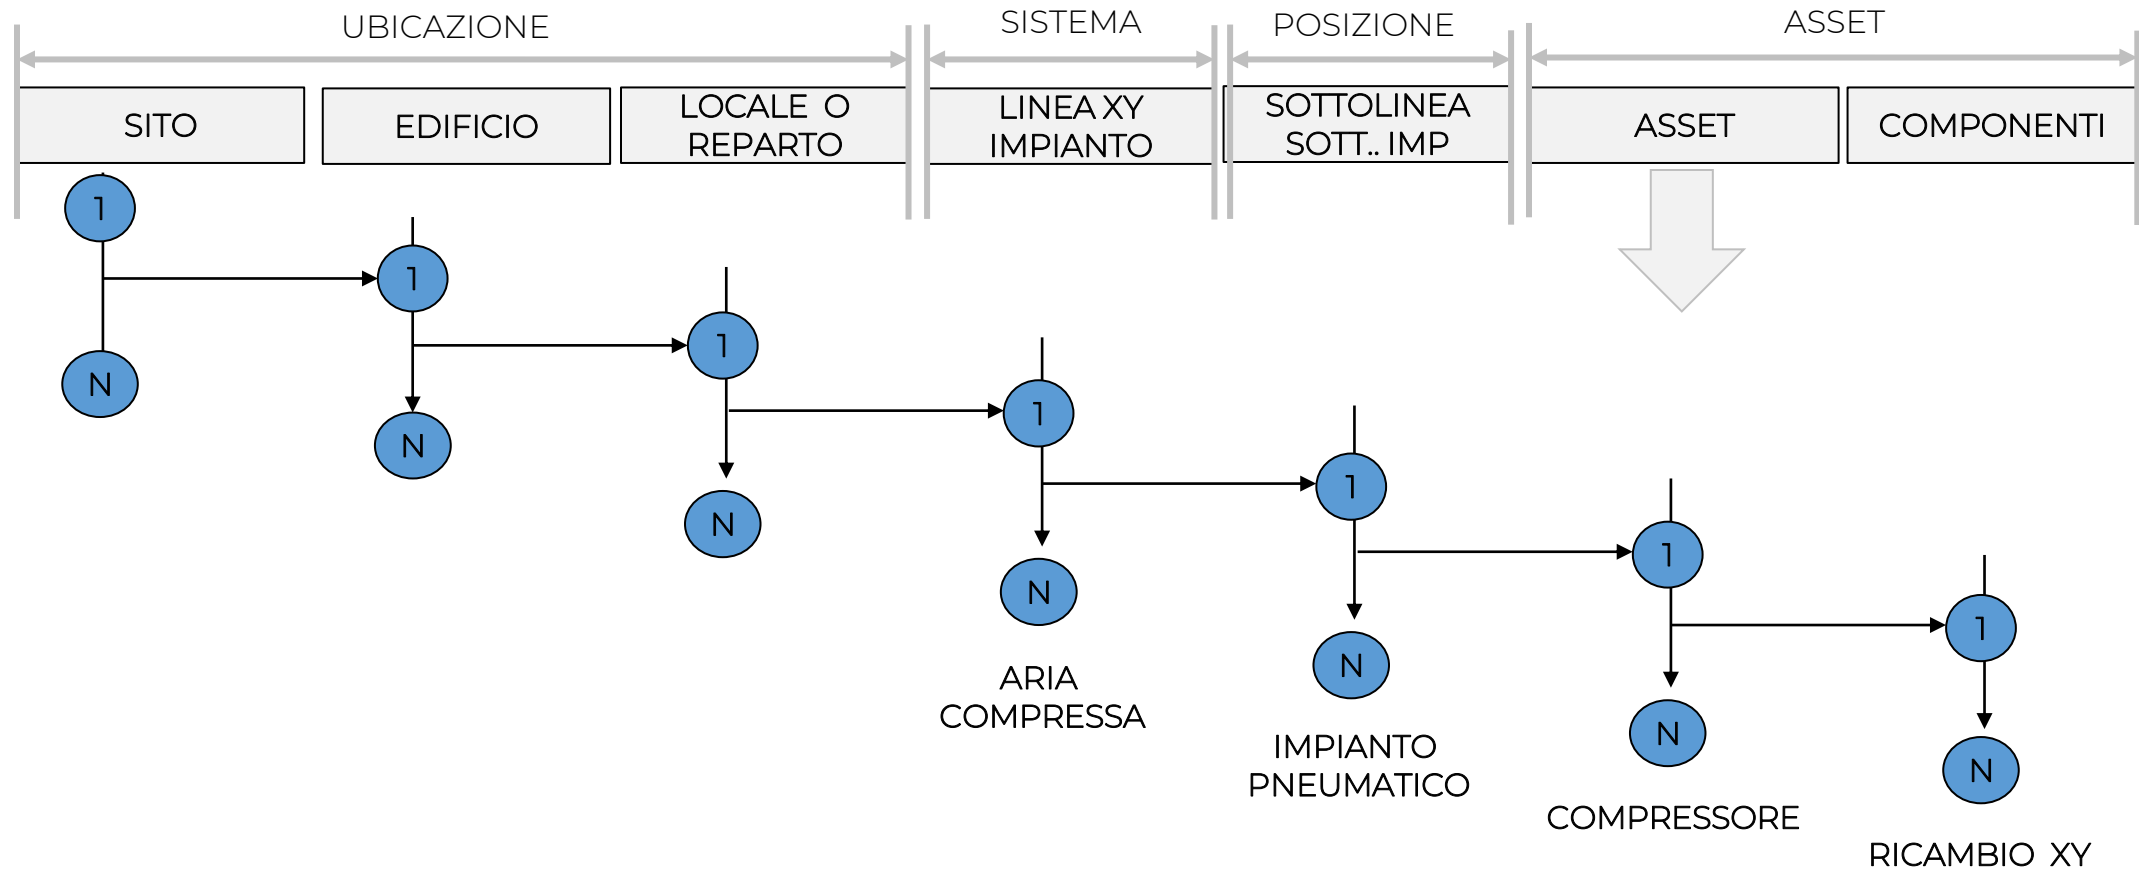 UBICAZIONE
SISTEMA
POSIZIONE
ASSET
SITO
EDIFICIO
LOCALE O
REPARTO
LINEA XY
IMPIANTO
SOTTOLINEA
SOTT.. IMP
ASSET
COMPONENTI
1
N
1
N
1
N
1
N
ARIA
COMPRESSA
1
N
IMPIANTO
PNEUMATICO
1
N
COMPRESSORE
1
N
RICAMBIO XY